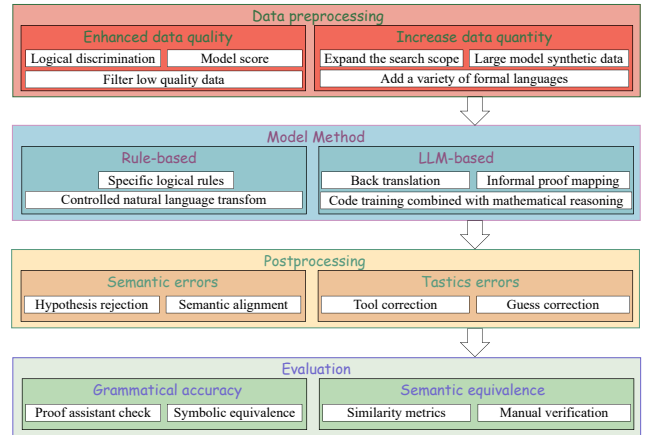 Data preprocessing
Enhanced data quality
Logical discrimination
Model score
Filter low quality data
Increase data quantity
Expand the search scope
Large model synthetic data
Add a variety of formal languages
Model Method
Rule-based
Specific logical rules
Controlled natural language transfom
LLM-based
Back translation
Informal proof mapping
Code training combined with mathematical reasoning
Postprocessing
Semantic errors
Hypothesis rejection
Semantic alignment
Tastics errors
Tool correction
Guess correction
Evaluation
Grammatical accuracy
Proof assistant check
Symbolic equivalence
Semantic equivalence
Similarity metrics
Manual verification